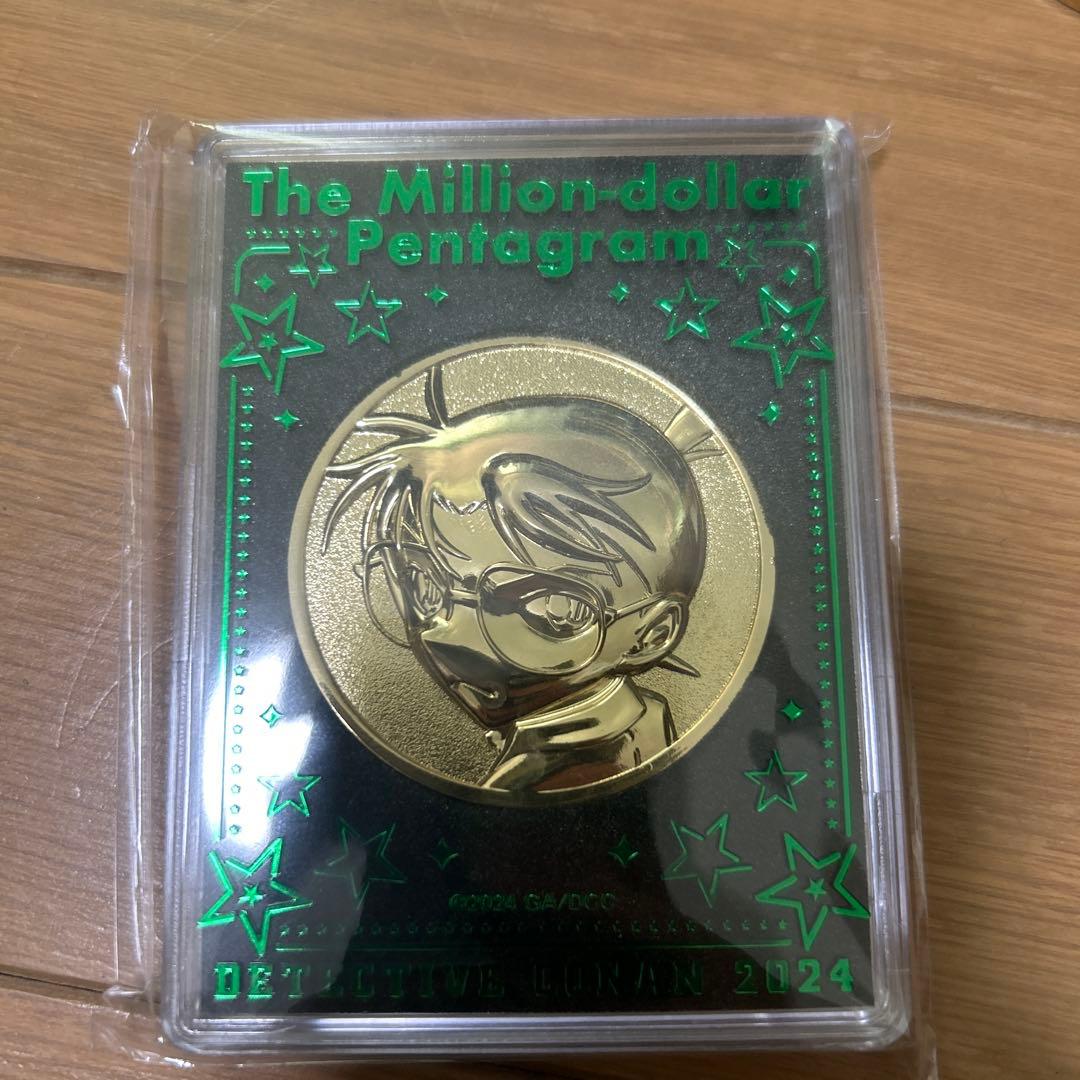 The Million-dollar
Pentagram
©2024 GA/DCC
DETECTIVE CONAN 2024